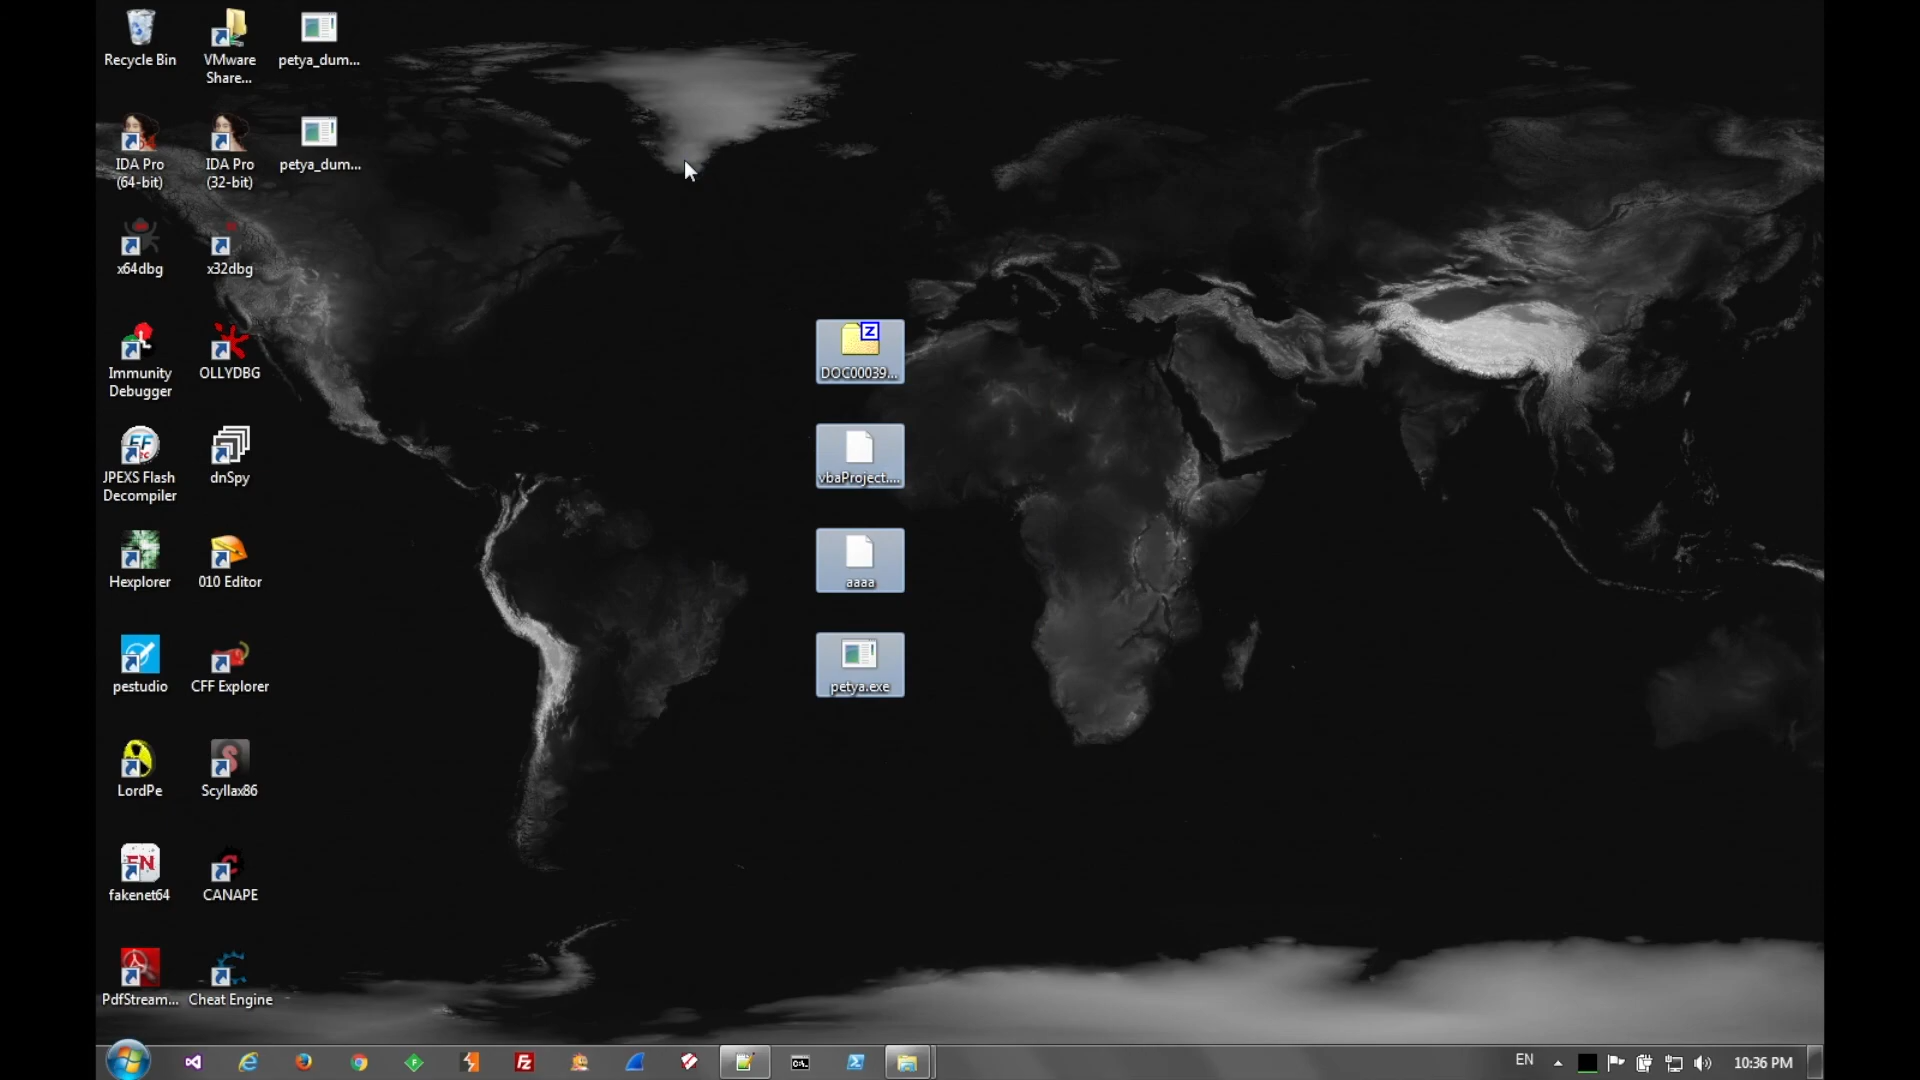 Recycle Bin
VMware
Share...
petya_dum...
IDA Pro
(64-bit)
IDA Pro
(32-bit)
petya_dum...
x64dbg
x32dbg
Immunity
Debugger
OLLYDBG
JPEXS Flash
Decompiler
dnSpy
Hexplorer
010 Editor
pestudio
CFF Explorer
LordPe
Scyllax86
fakenet64
CANAPE
PdfStream...
Cheat Engine
DOC00039...
vbaProject....
aaaa
petya.exe
EN
10:36 PM